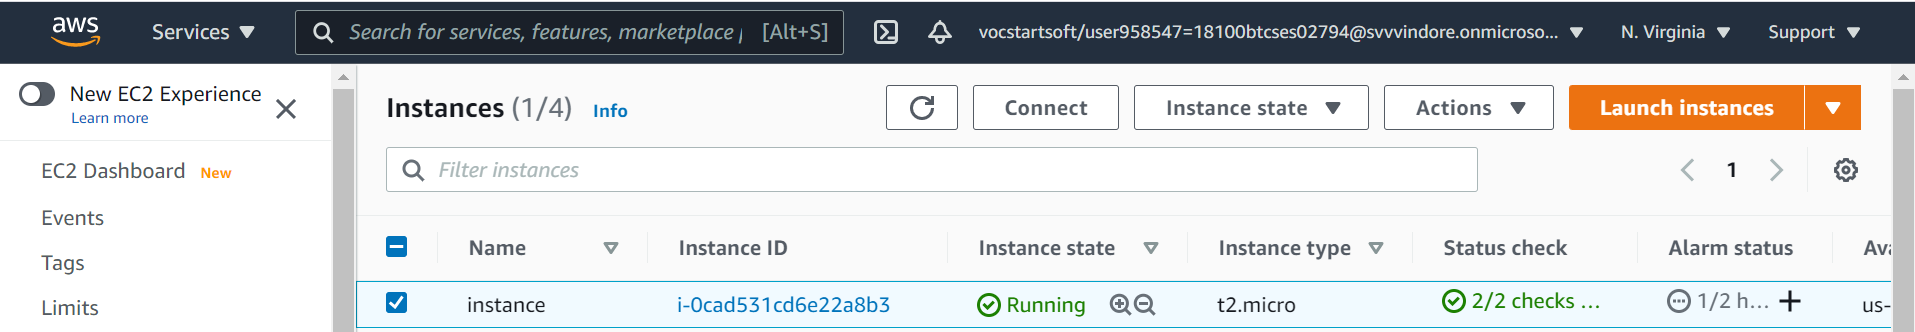 aws
Services
Search for services, features, marketplace p [Alt+S]
vocstartsoft/user958547=18100btcses02794@svvvindore.onmicroso...
N. Virginia
Support
New EC2 Experience
Learn more
EC2 Dashboard New
Events
Tags
Limits
Instances (1/4) Info
Connect
Instance state
Actions
Launch instances
Filter instances
1
Name Instance ID Instance state Instance type Status check Alarm status Ava
instance i-0cad531cd6e22a8b3 Running t2.micro 2/2 checks ... 1/2 h... + us-